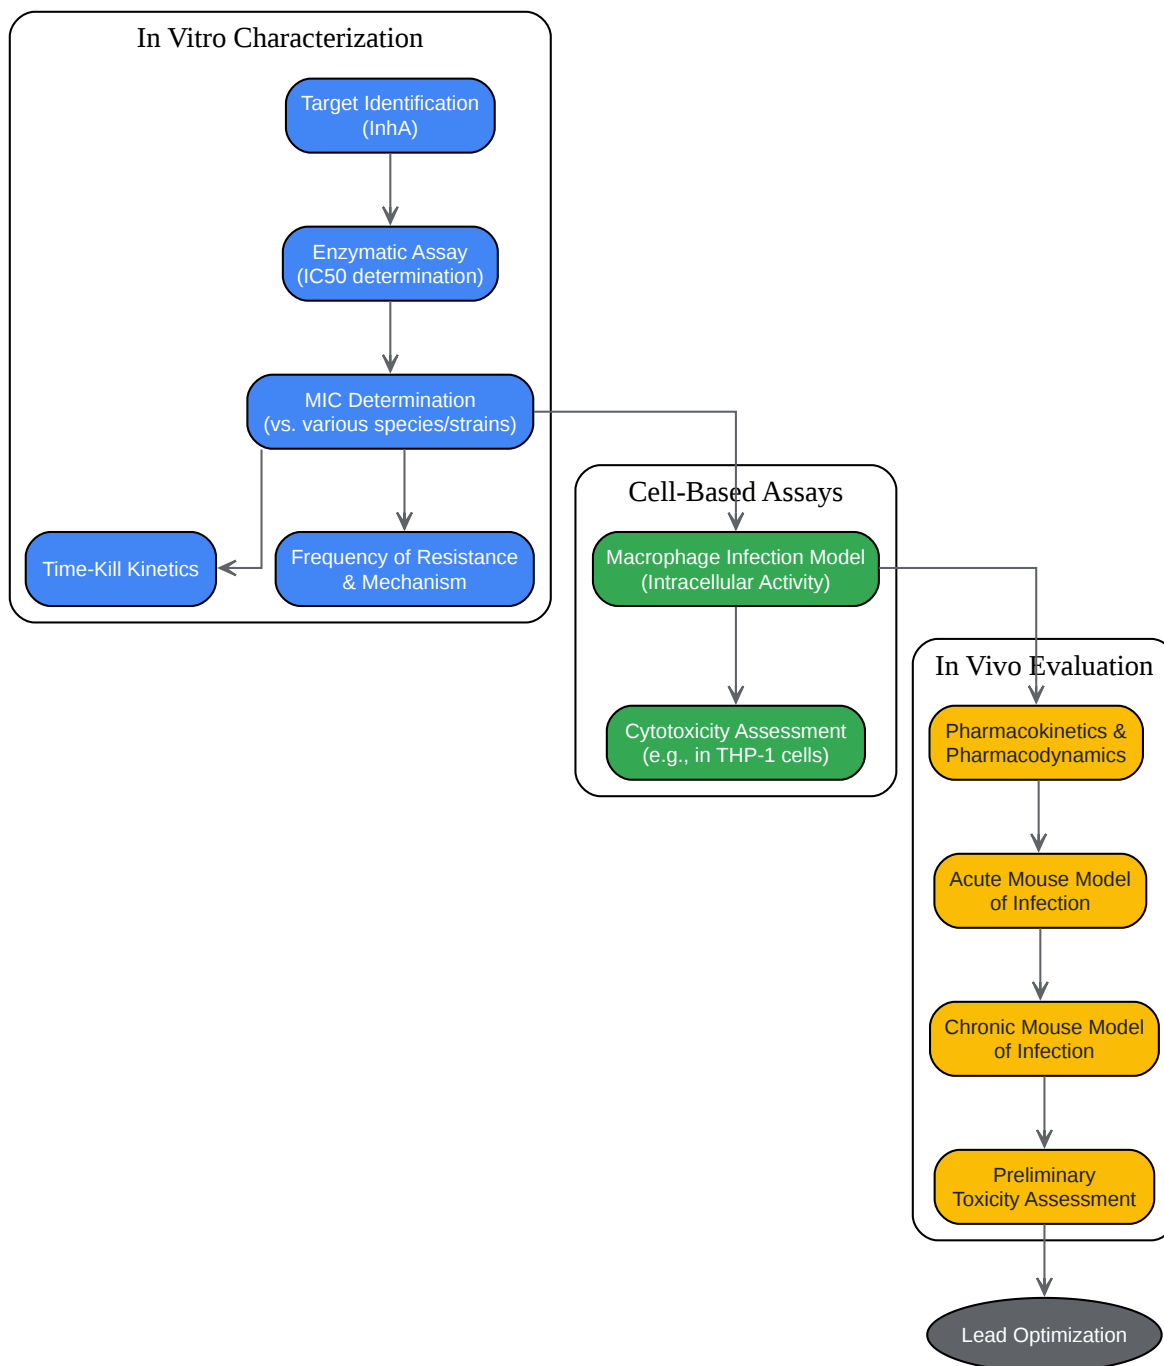 In Vitro Characterization
Target Identification
(InhA)
Enzymatic Assay
(IC50 determination)
MIC Determination
(vs. various species/strains)
Time-Kill Kinetics
Frequency of Resistance
& Mechanism
Cell-Based Assays
Macrophage Infection Model
(Intracellular Activity)
Cytotoxicity Assessment
(e.g., in THP-1 cells)
In Vivo Evaluation
Pharmacokinetics &
Pharmacodynamics
Acute Mouse Model
of Infection
Chronic Mouse Model
of Infection
Preliminary
Toxicity Assessment
Lead Optimization